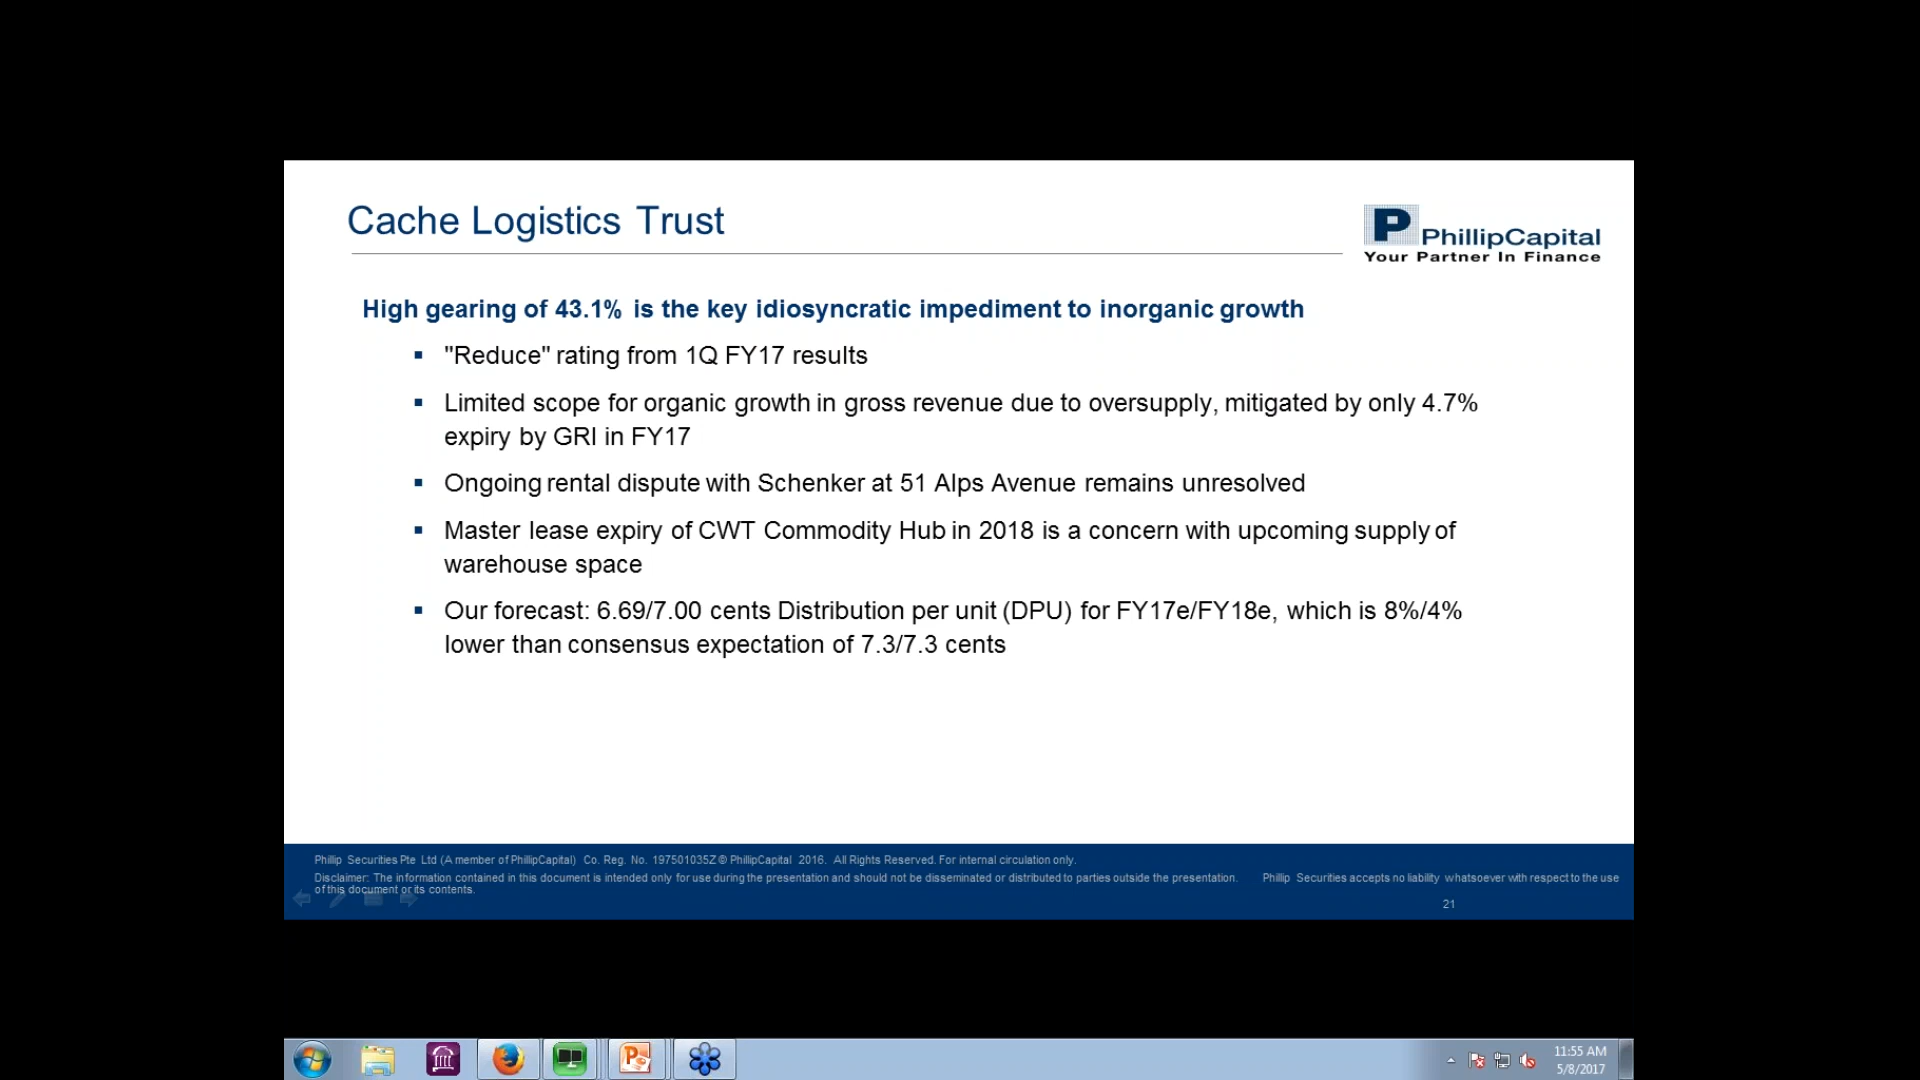 Cache Logistics Trust
P
PhillipCapital
Your Partner In Finance
High gearing of 43.1% is the key idiosyncratic impediment to inorganic growth
▪ "Reduce" rating from 1Q FY17 results
▪ Limited scope for organic growth in gross revenue due to oversupply, mitigated by only 4.7%
expiry by GRI in FY17
▪ Ongoing rental dispute with Schenker at 51 Alps Avenue remains unresolved
▪ Master lease expiry of CWT Commodity Hub in 2018 is a concern with upcoming supply of
warehouse space
▪ Our forecast: 6.69/7.00 cents Distribution per unit (DPU) for FY17e/FY18e, which is 8%/4%
lower than consensus expectation of 7.3/7.3 cents
Phillip Securities Pte Ltd (A member of PhillipCapital) Co. Reg. No. 197501035Z © PhillipCapital 2016. All Rights Reserved. For internal circulation only.
Disclaimer: The information contained in this document is intended only for use during the presentation and should not be disseminated or distributed to parties outside the presentation. Phillip Securities accepts no liability whatsoever with respect to the use
of this document or its contents.
21
11:55 AM
5/8/2017